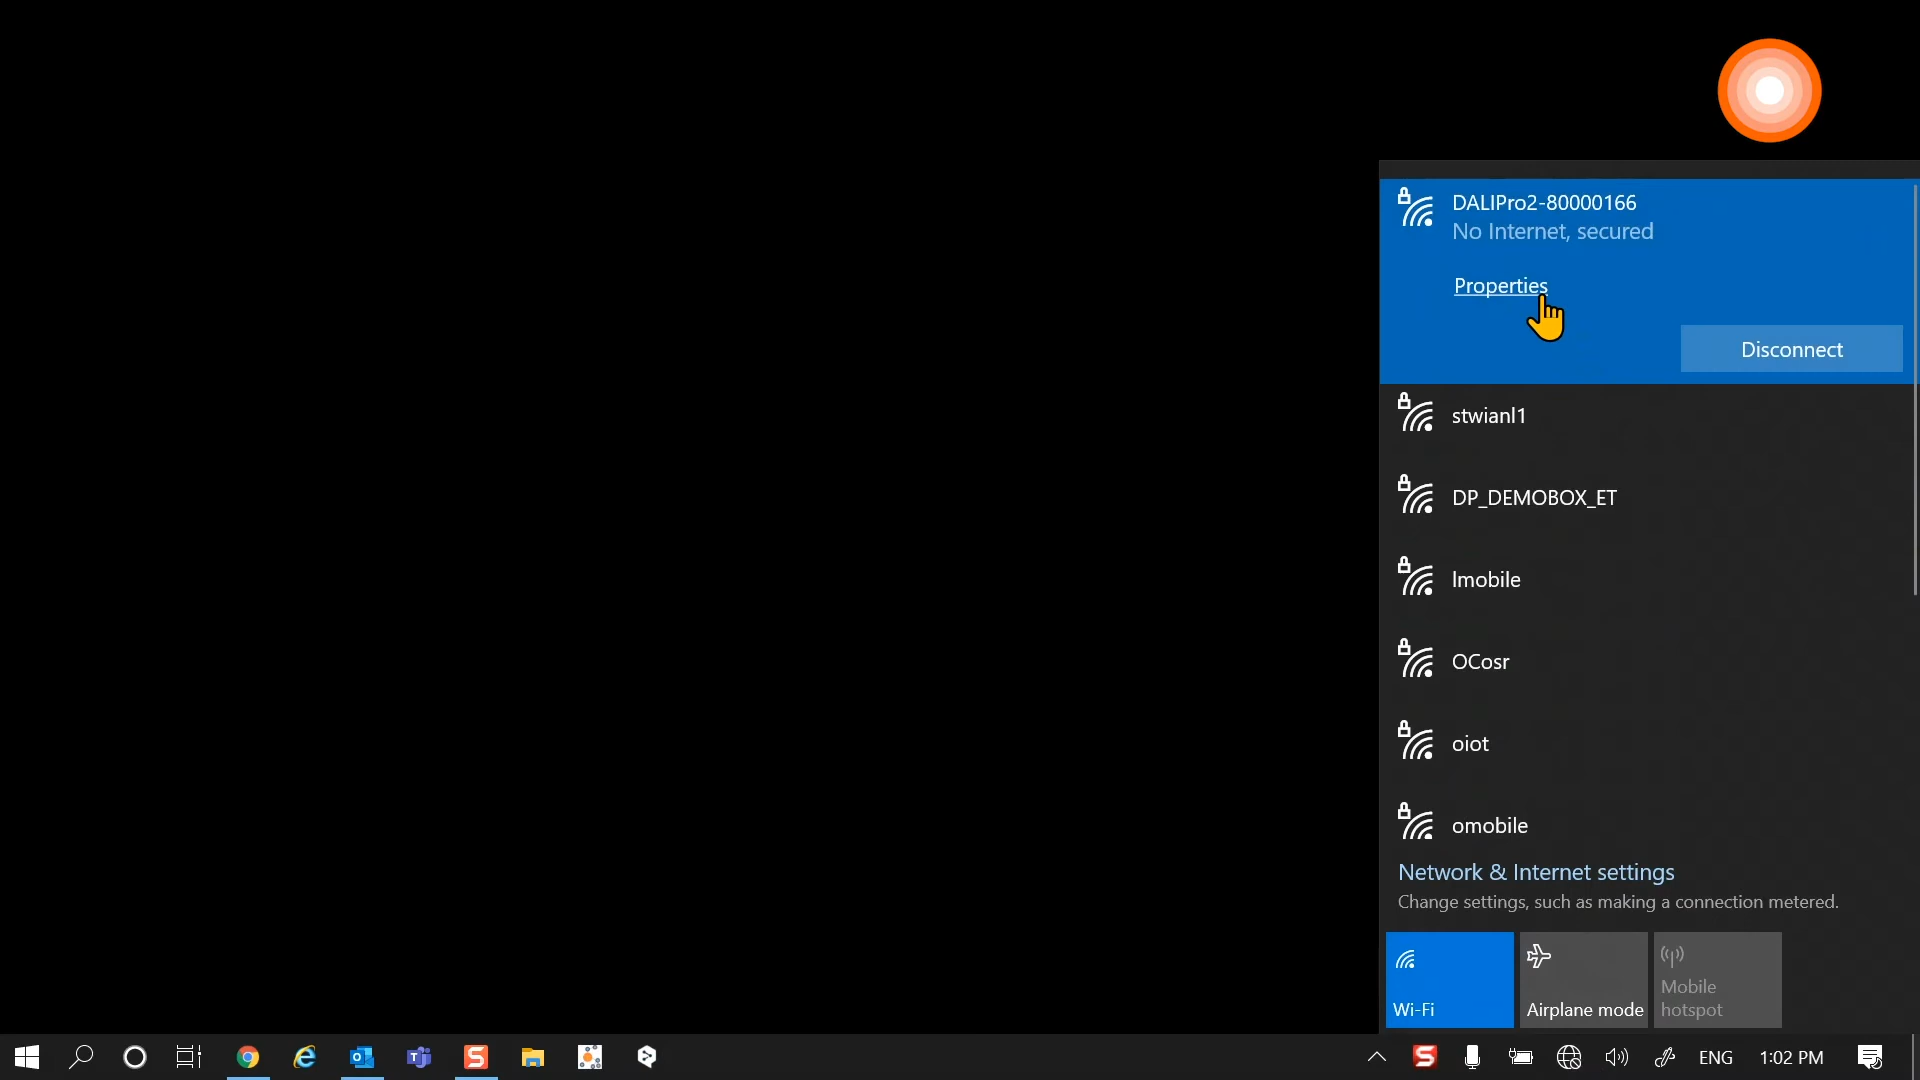 DALIPro2-80000166
No Internet, secured
Properties
Disconnect
stwianl1
DP_DEMOBOX_ET
lmobile
OCosr
oiot
omobile
Network & Internet settings
Change settings, such as making a connection metered.
Wi-Fi
Airplane mode
Mobile
hotspot
ENG
1:02 PM